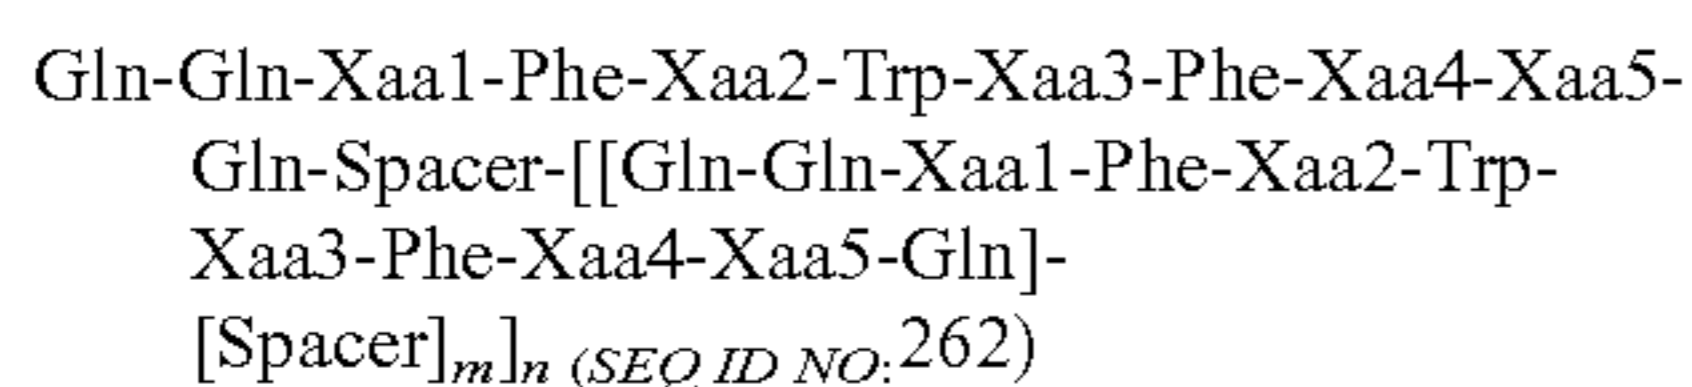 Gln-Gln-Xaa1-Phe-Xaa2-Trp-Xaa3-Phe-Xaa4-Xaa5-
Gln-Spacer-[[Gln-Gln-Xaa1-Phe-Xaa2-Trp-
Xaa3-Phe-Xaa4-Xaa5-Gln]-
[Spacer]m]n (SEQ ID NO:262)